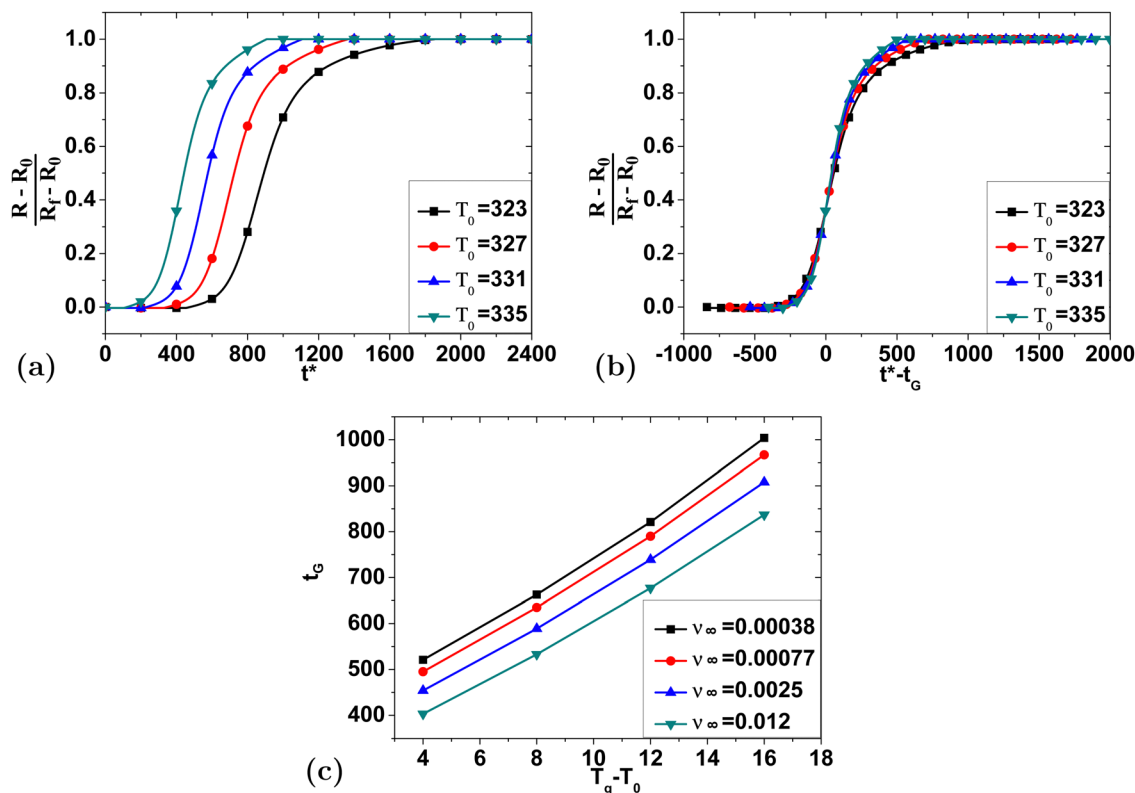 1.0
0.8
0.6
0.4
0.2
0.0
R - R0
Rf - R0
T0=323
T0=327
T0=331
T0=335
0 400 800 1200 1600 2000 2400
t*
(a)
1.0
0.8
0.6
0.4
0.2
0.0
R - R0
Rf - R0
T0=323
T0=327
T0=331
T0=335
-1000 -500 0 500 1000 1500 2000
t*-tG
(b)
1000
900
800
700
600
500
400
tG
ν∞=0.00038
ν∞=0.00077
ν∞=0.0025
ν∞=0.012
4 6 8 10 12 14 16 18
Tg-T0
(c)